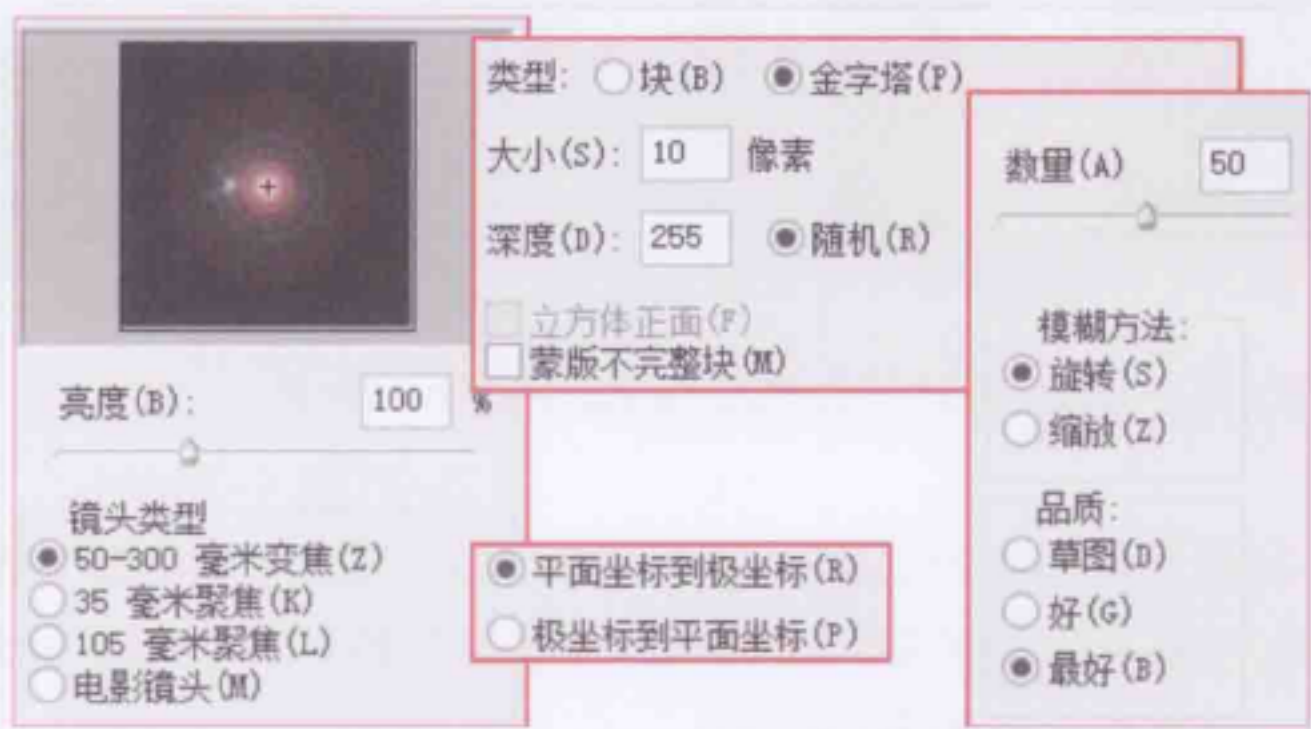 类型: 块(B) 金字塔(P)
大小(S): 10 像素
深度(D): 255 随机(R)
立方体正面(F)
蒙版不完整块(M)
数量(A) 50
模糊方法:
旋转(S)
缩放(Z)
品质:
草图(D)
好(G)
最好(B)
亮度(B): 100 %
镜头类型
50-300 毫米变焦(Z)
35 毫米聚焦(K)
105 毫米聚焦(L)
电影镜头(M)
平面坐标到极坐标(R)
极坐标到平面坐标(P)